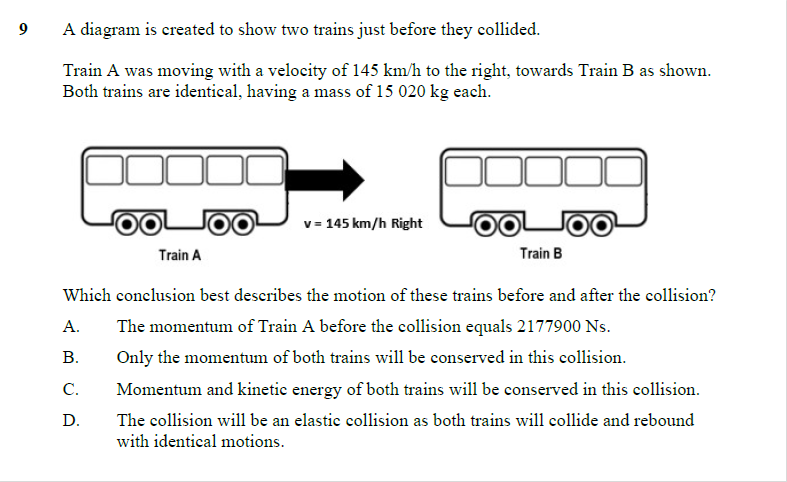 9 A diagram is created to show two trains just before they collided.
Train A was moving with a velocity of 145 km/h to the right, towards Train B as shown.
Both trains are identical, having a mass of 15 020 kg each.
v = 145 km/h Right
Train A
Train B
Which conclusion best describes the motion of these trains before and after the collision?
A. The momentum of Train A before the collision equals 2177900 Ns.
B. Only the momentum of both trains will be conserved in this collision.
C. Momentum and kinetic energy of both trains will be conserved in this collision.
D. The collision will be an elastic collision as both trains will collide and rebound
with identical motions.